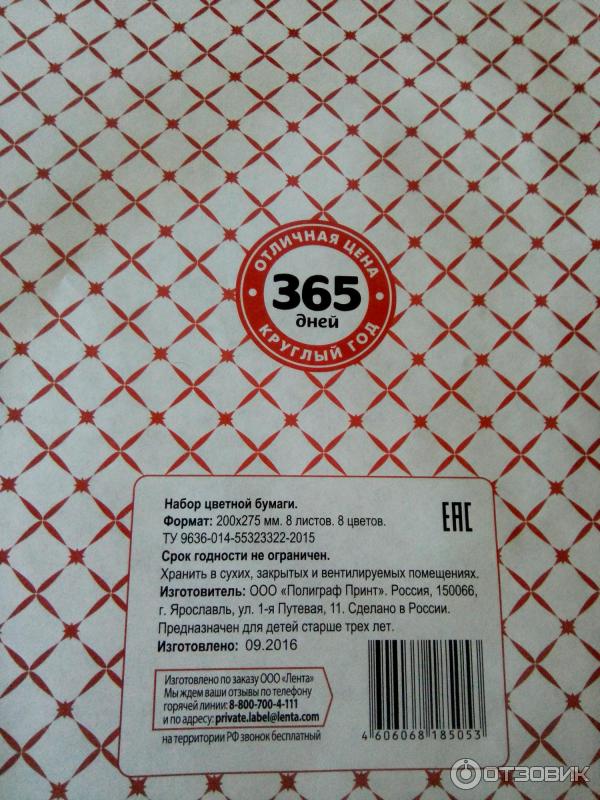 ОТЛИЧНАЯ ЦЕНА
365
дней
КРУГЛЫЙ ГОД
Набор цветной бумаги.
Формат: 200х275 мм. 8 листов. 8 цветов.
ТУ 9636-014-55323322-2015
Срок годности не ограничен.
Хранить в сухих, закрытых и вентилируемых помещениях.
Изготовитель: ООО «Полиграф Принт». Россия, 150066,
г. Ярославль, ул. 1-я Путевая, 11. Сделано в России.
Предназначен для детей старше трех лет.
Изготовлено: 09.2016
EAC
Изготовлено по заказу ООО «Лента»
Мы ждем ваши отзывы по телефону
горячей линии: 8-800-700-4-111
и по адресу: private.label@lenta.com
на территории РФ звонок бесплатный
4 606068 185053
ОТЗОВИК